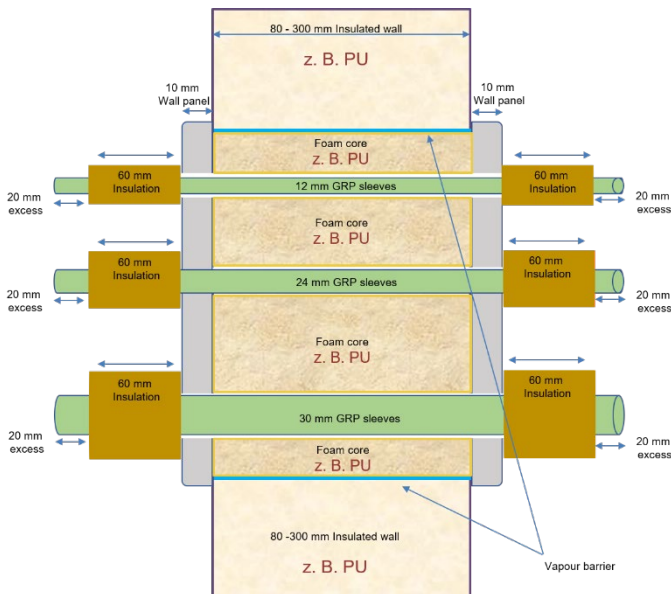 80 - 300 mm Insulated wall
z. B. PU
10 mm
Wall panel
10 mm
Wall panel
Foam core
z. B. PU
60 mm
Insulation
60 mm
Insulation
12 mm GRP sleeves
20 mm
excess
20 mm
excess
Foam core
z. B. PU
60 mm
Insulation
60 mm
Insulation
24 mm GRP sleeves
20 mm
excess
20 mm
excess
Foam core
z. B. PU
60 mm
Insulation
60 mm
Insulation
30 mm GRP sleeves
20 mm
excess
20 mm
excess
Foam core
z. B. PU
80 -300 mm Insulated wall
z. B. PU
Vapour barrier